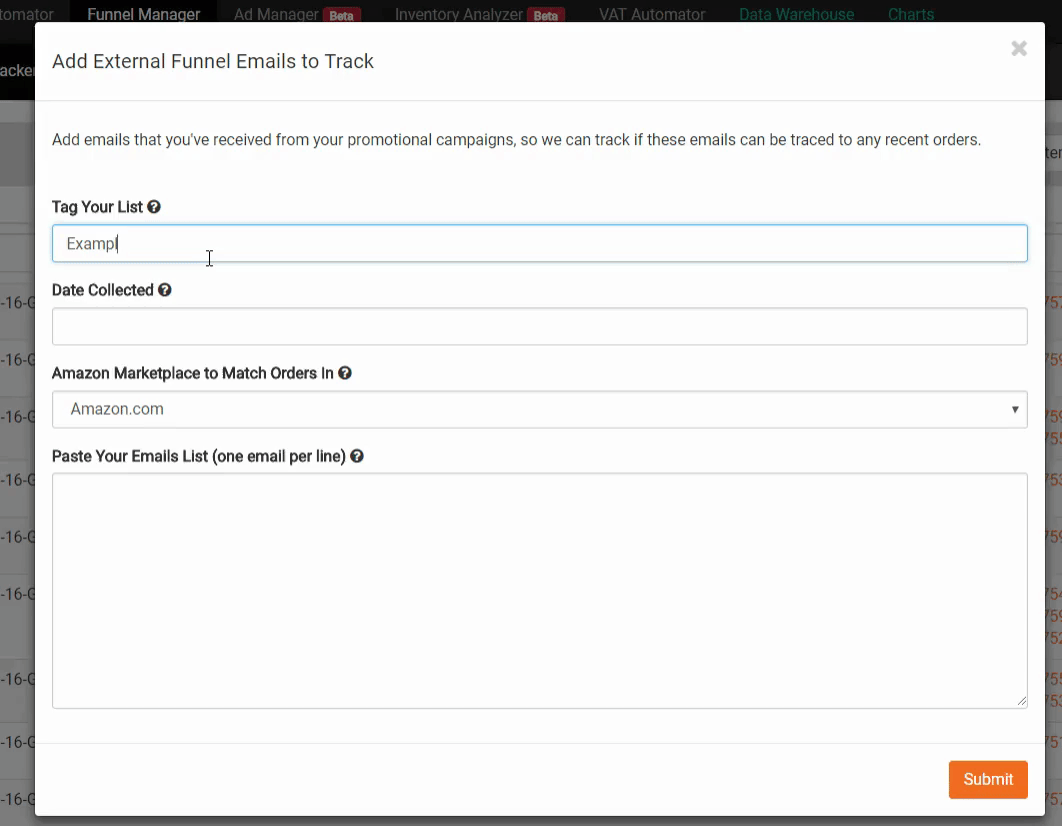 tomator Funnel Manager Ad Manager Beta Inventory Analyzer Beta VAT Automator Data Warehouse Charts
acker
Add External Funnel Emails to Track
Add emails that you've received from your promotional campaigns, so we can track if these emails can be traced to any recent orders.
Tag Your List
Exampl
Date Collected
Amazon Marketplace to Match Orders In
Amazon.com
Paste Your Emails List (one email per line)
Submit